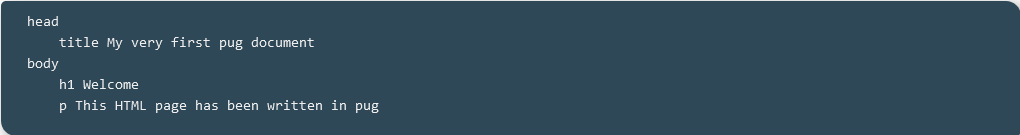 head
    title My very first pug document
body
    h1 Welcome
    p This HTML page has been written in pug